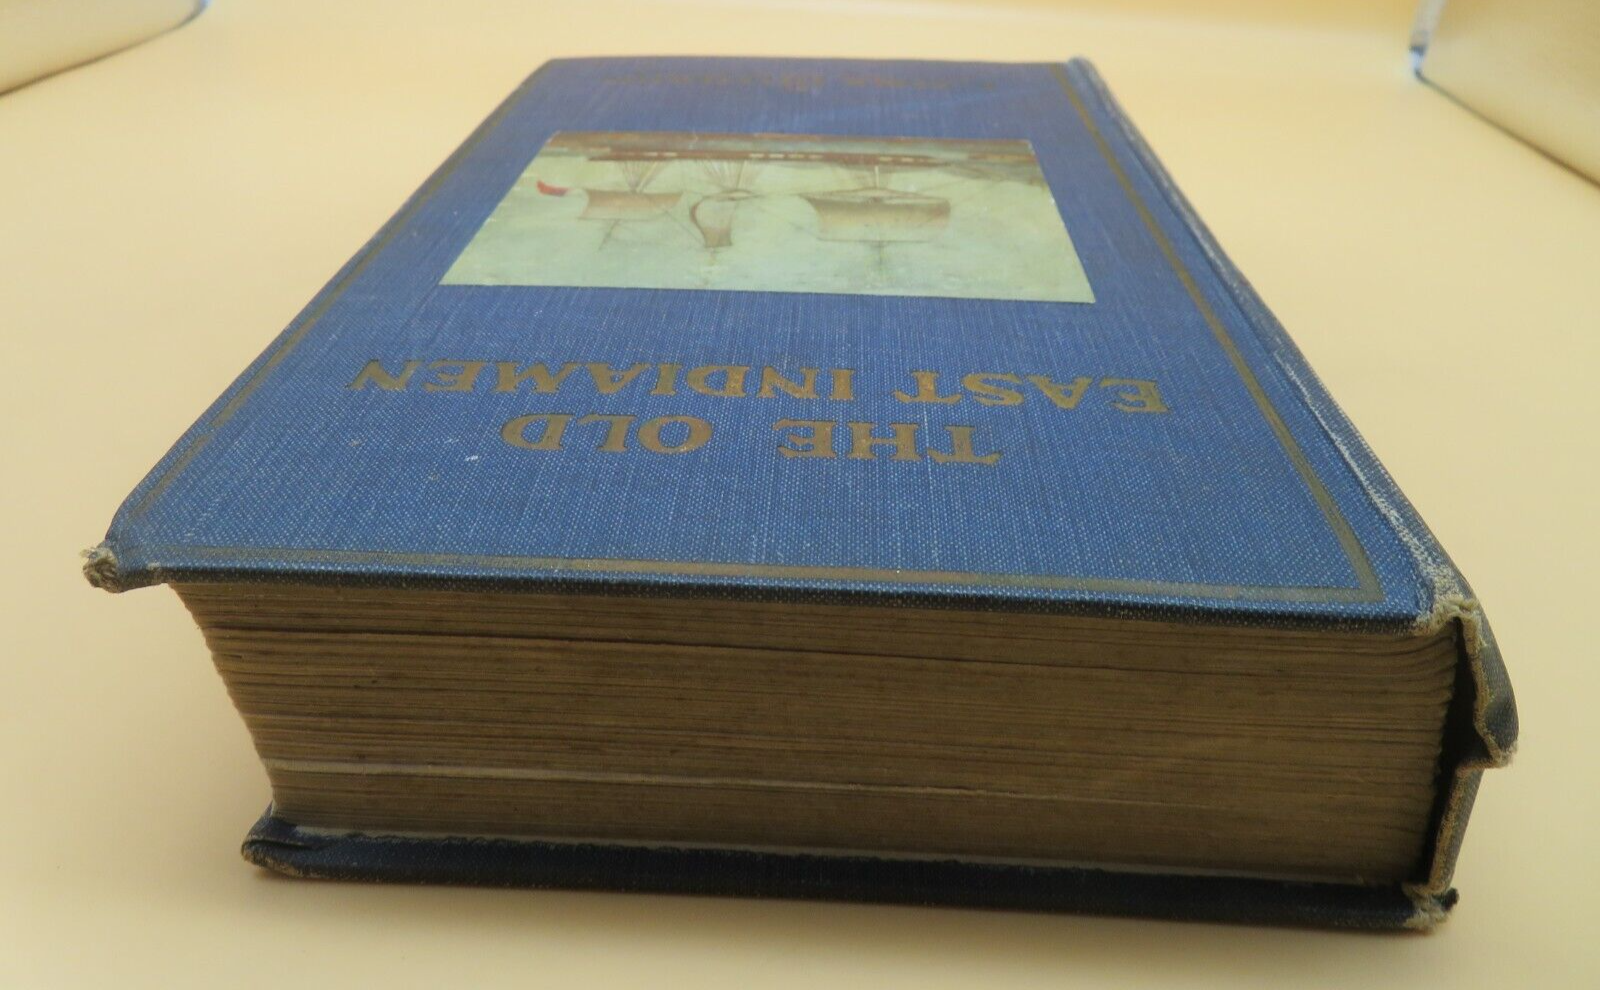 THE OLD
EAST INDIAMEN